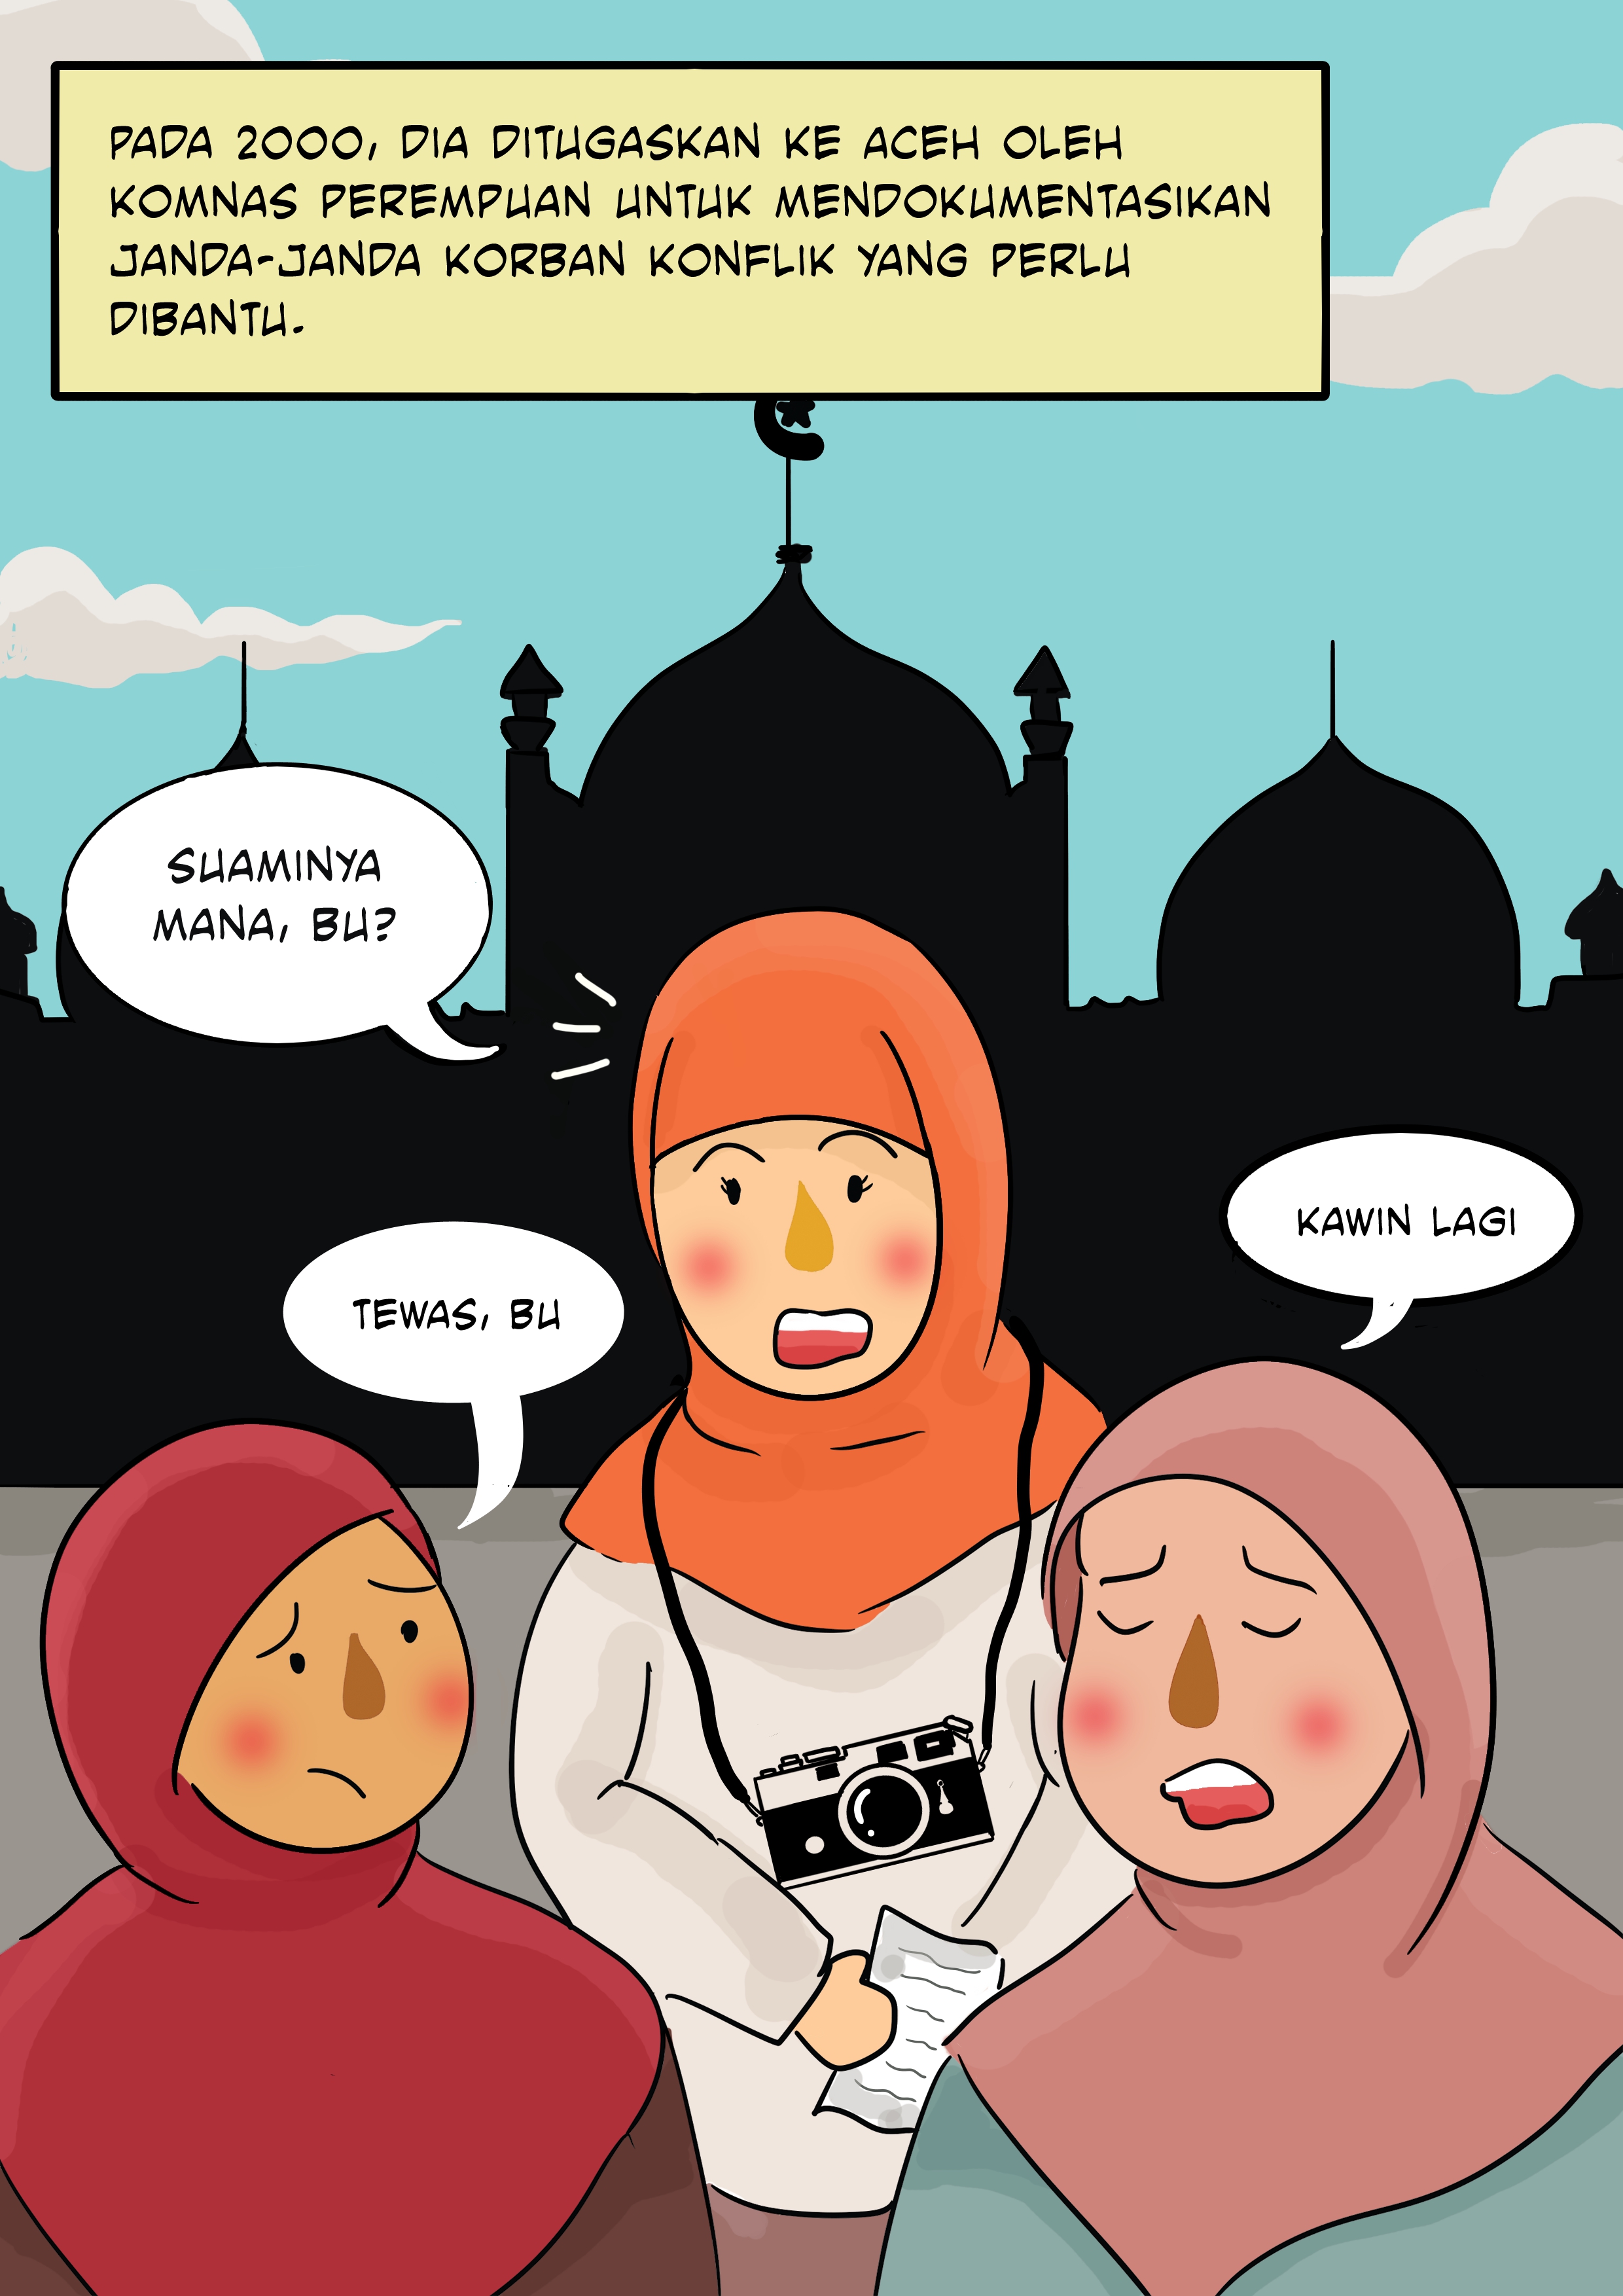 PADA 2000, DIA DITUGASKAN KE ACEH OLEH
KOMNAS PEREMPUAN UNTUK MENDOKUMENTASIKAN
JANDA-JANDA KORBAN KONFLIK YANG PERLU
DIBANTU.
SUAMINYA
MANA, BU?
TEWAS, BU
KAWIN LAGI